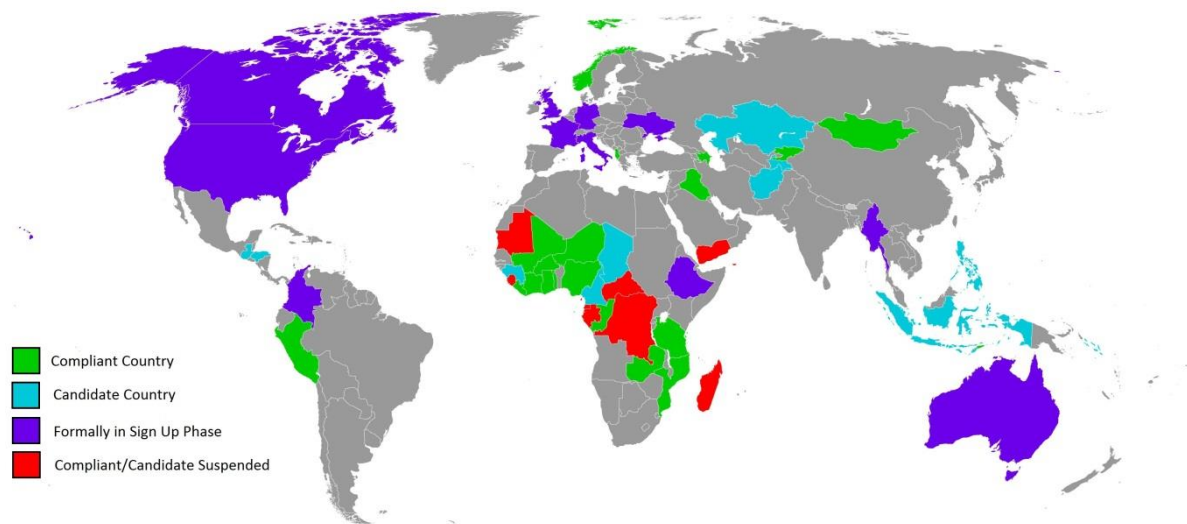 Compliant Country
Candidate Country
Formally in Sign Up Phase
Compliant/Candidate Suspended